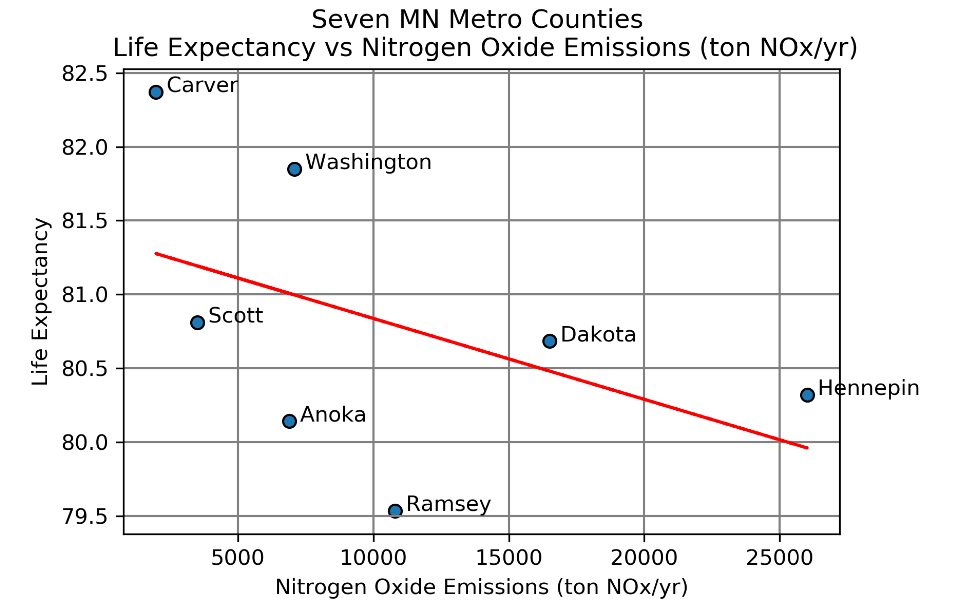 Seven MN Metro Counties
Life Expectancy vs Nitrogen Oxide Emissions (ton NOx/yr)
82.5
82.0
81.5
81.0
80.5
80.0
79.5
Life Expectancy
Carver
Washington
Scott
Dakota
Hennepin
Anoka
Ramsey
5000
10000
15000
20000
25000
Nitrogen Oxide Emissions (ton NOx/yr)